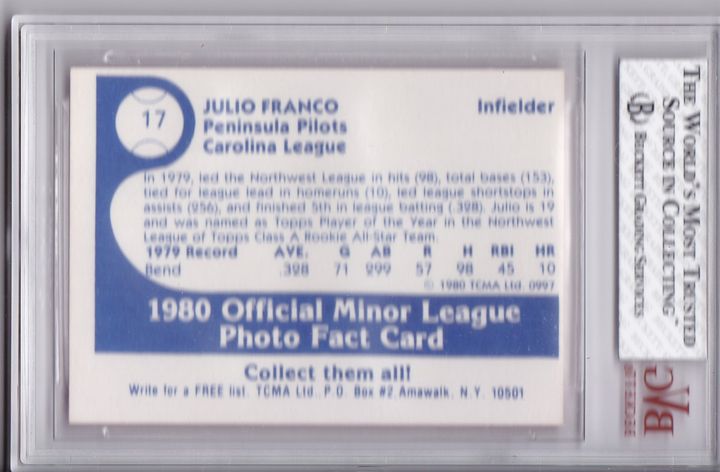 17
JULIO FRANCO Infielder
Peninsula Pilots
Carolina League
In 1979, led the Northwest League in hits (98), total bases (153),
tied for league lead in homeruns (10), led league shortstops in
assists (256), and finished 5th in league batting (.328). Julio is 19
and was named as Topps Player of the Year in the Northwest
League of Topps Class A Rookie All-Star Team.
1979 Record AVE. G AB R H RBI HR
Bend .328 71 299 57 98 45 10
© 1980 TCMA Ltd. 0997
1980 Official Minor League
Photo Fact Card
Collect them all!
Write for a FREE list. TCMA Ltd. P.O. Box #2 Amawalk, N.Y. 10501
The World's Most Trusted
Source in Collecting™
Beckett Grading Services
BVG